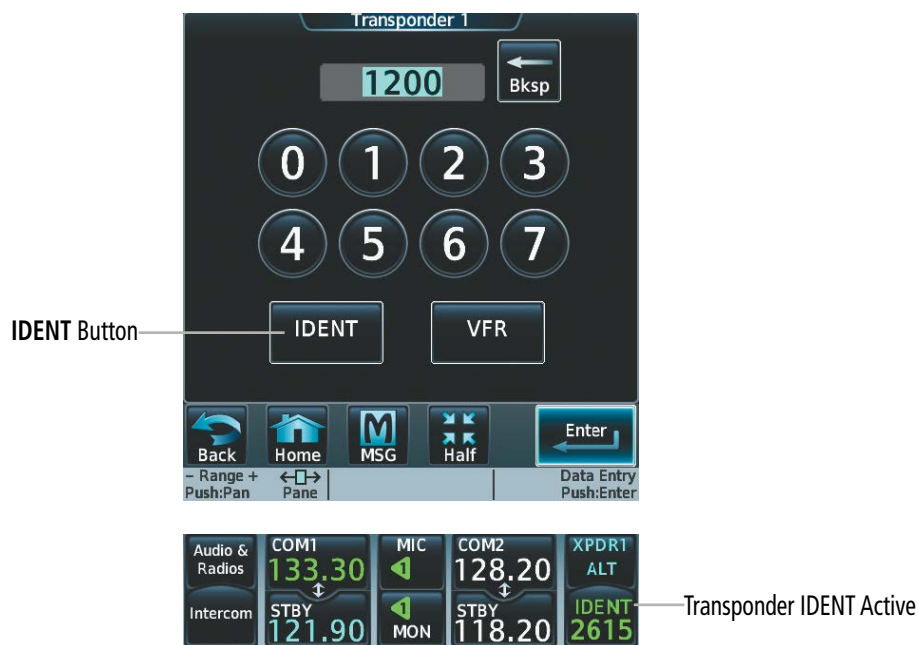 Transponder 1
1200
Bksp
0 1 2 3
4 5 6 7
IDENT Button
IDENT VFR
Back Home MSG Half Enter
– Range + Pane Data Entry
Push:Pan Push:Enter
Audio & Radios COM1 133.30 MIC 1 COM2 128.20 XPDR1 ALT
Intercom STBY 121.90 1 MON STBY 118.20 IDENT 2615
Transponder IDENT Active